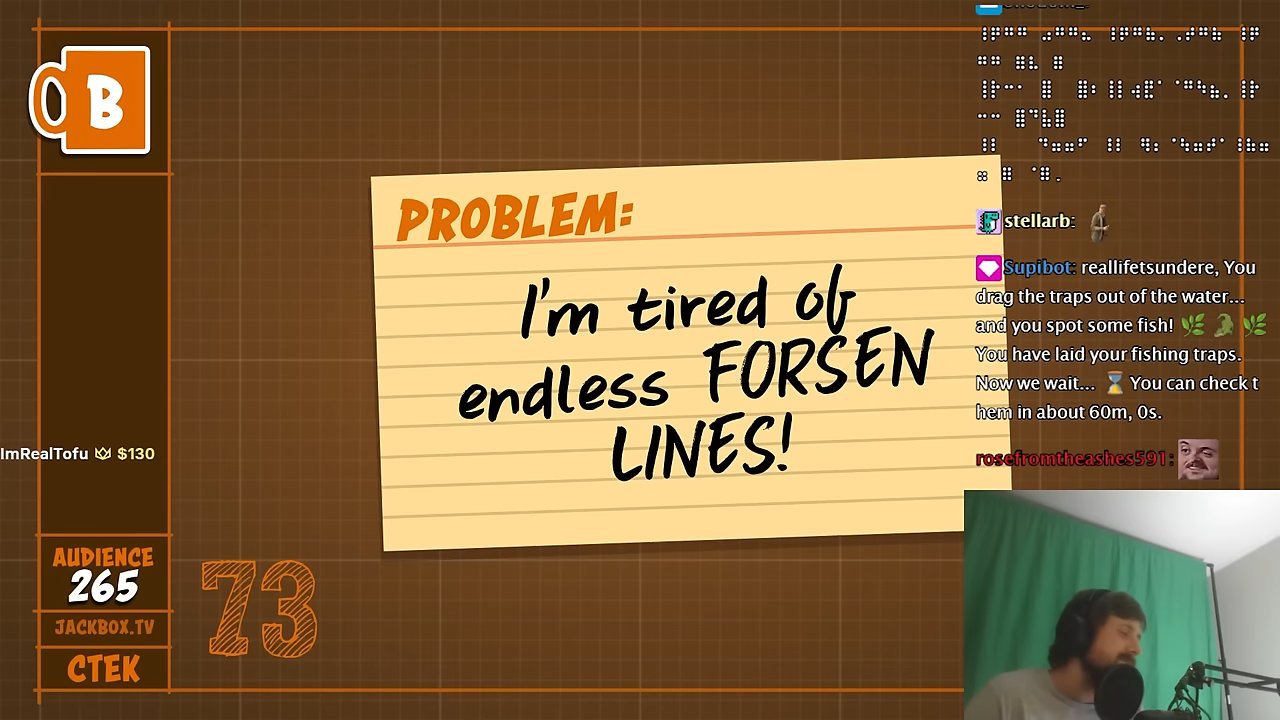 B
PROBLEM:
I'm tired of
endless FORSEN
LINES!
ImRealTofu $130
AUDIENCE
265
JACKBOX.TV
CTEK
73
stellarb:
Supibot: reallifetsundere, You
drag the traps out of the water...
and you spot some fish!
You have laid your fishing traps.
Now we wait... You can check t
hem in about 60m, 0s.
rosefromtheashes591: